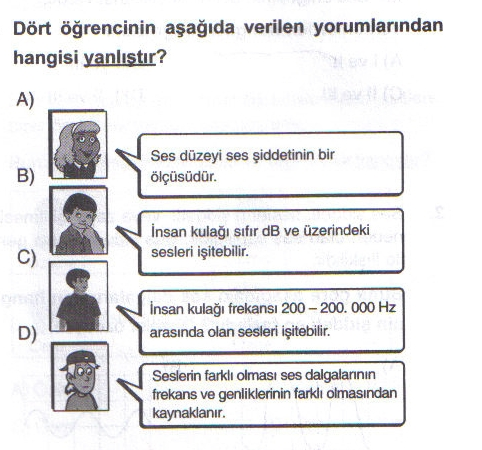 Dört öğrencinin aşağıda verilen yorumlarından
hangisi yanlıştır?
A)
Ses düzeyi ses şiddetinin bir
ölçüsüdür.
B)
İnsan kulağı sıfır dB ve üzerindeki
sesleri işitebilir.
C)
İnsan kulağı frekansı 200 – 200. 000 Hz
arasında olan sesleri işitebilir.
D)
Seslerin farklı olması ses dalgalarının
frekans ve genliklerinin farklı olmasından
kaynaklanır.